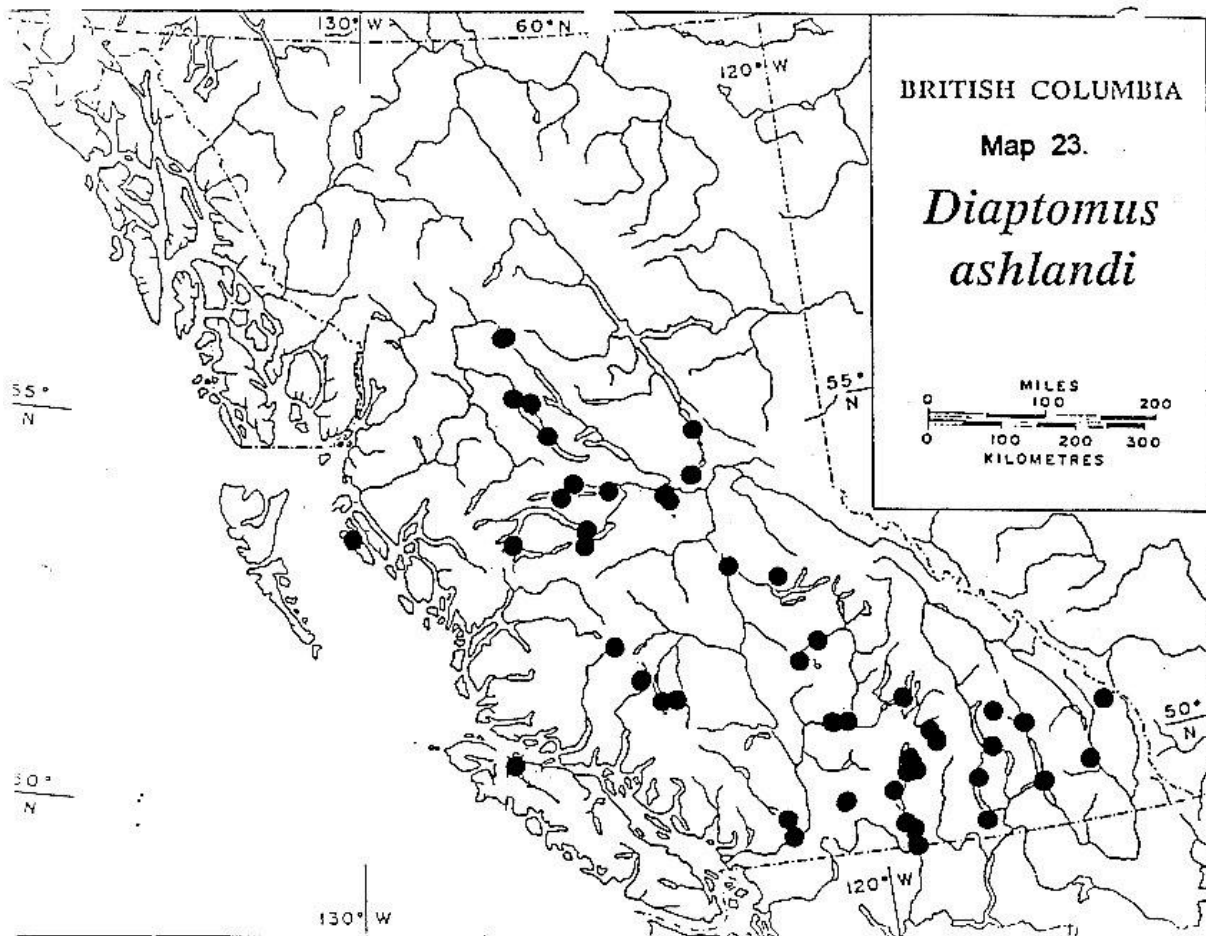 130° W
60° N
120° W
BRITISH COLUMBIA
Map 23.
Diaptomus
ashlandi
MILES
0 100 200
0 100 200 300
KILOMETRES
55°
N
55°
N
50°
N
50°
N
130° W
120° W